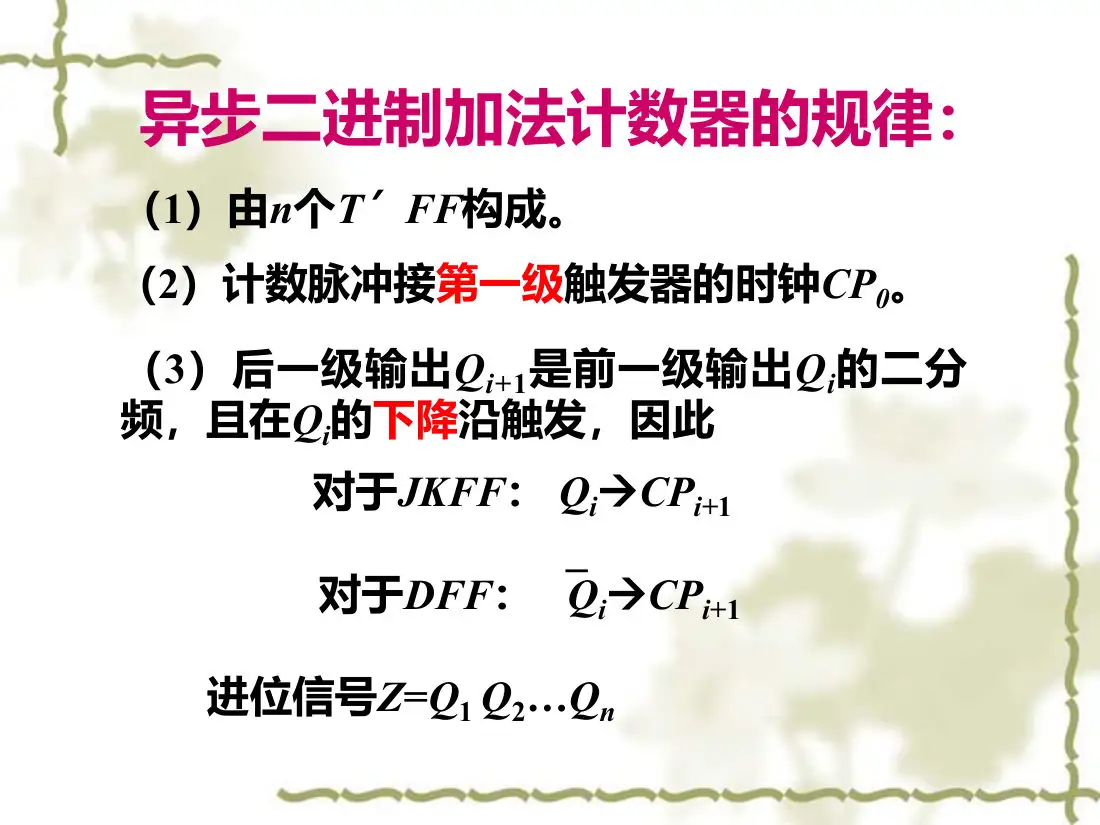 异步二进制加法计数器的规律：
（1）由n个T′FF构成。
（2）计数脉冲接第一级触发器的时钟CP₀。
（3）后一级输出Qᵢ₊₁是前一级输出Qᵢ的二分
频，且在Qᵢ的下降沿触发，因此
对于JKFF： Qᵢ→CPᵢ₊₁
对于DFF： Q̅ᵢ→CPᵢ₊₁
进位信号Z=Q₁ Q₂…Qₙ